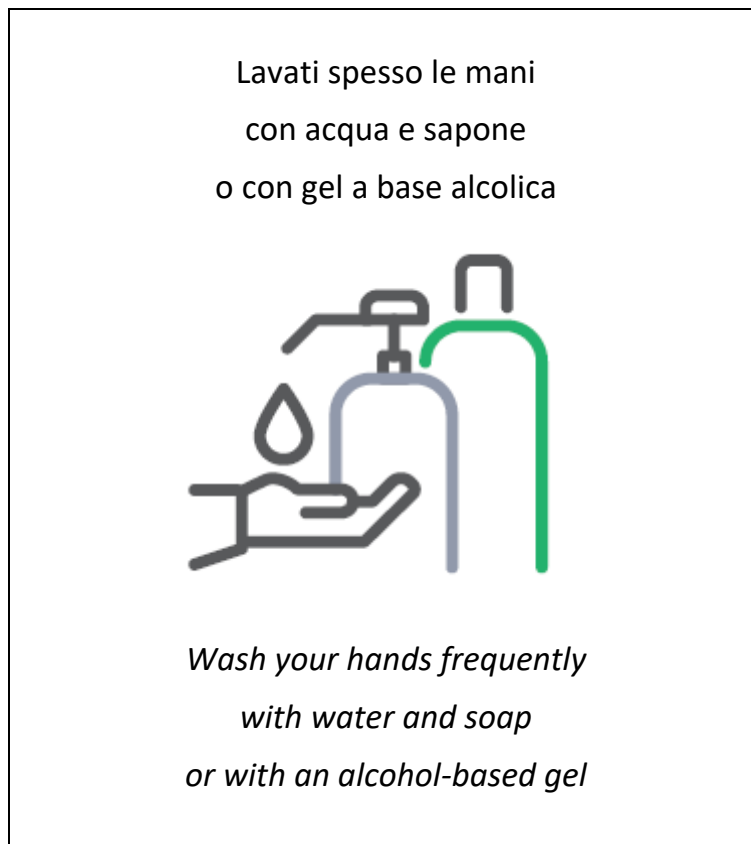 Lavati spesso le mani
con acqua e sapone
o con gel a base alcolica
Wash your hands frequently
with water and soap
or with an alcohol-based gel